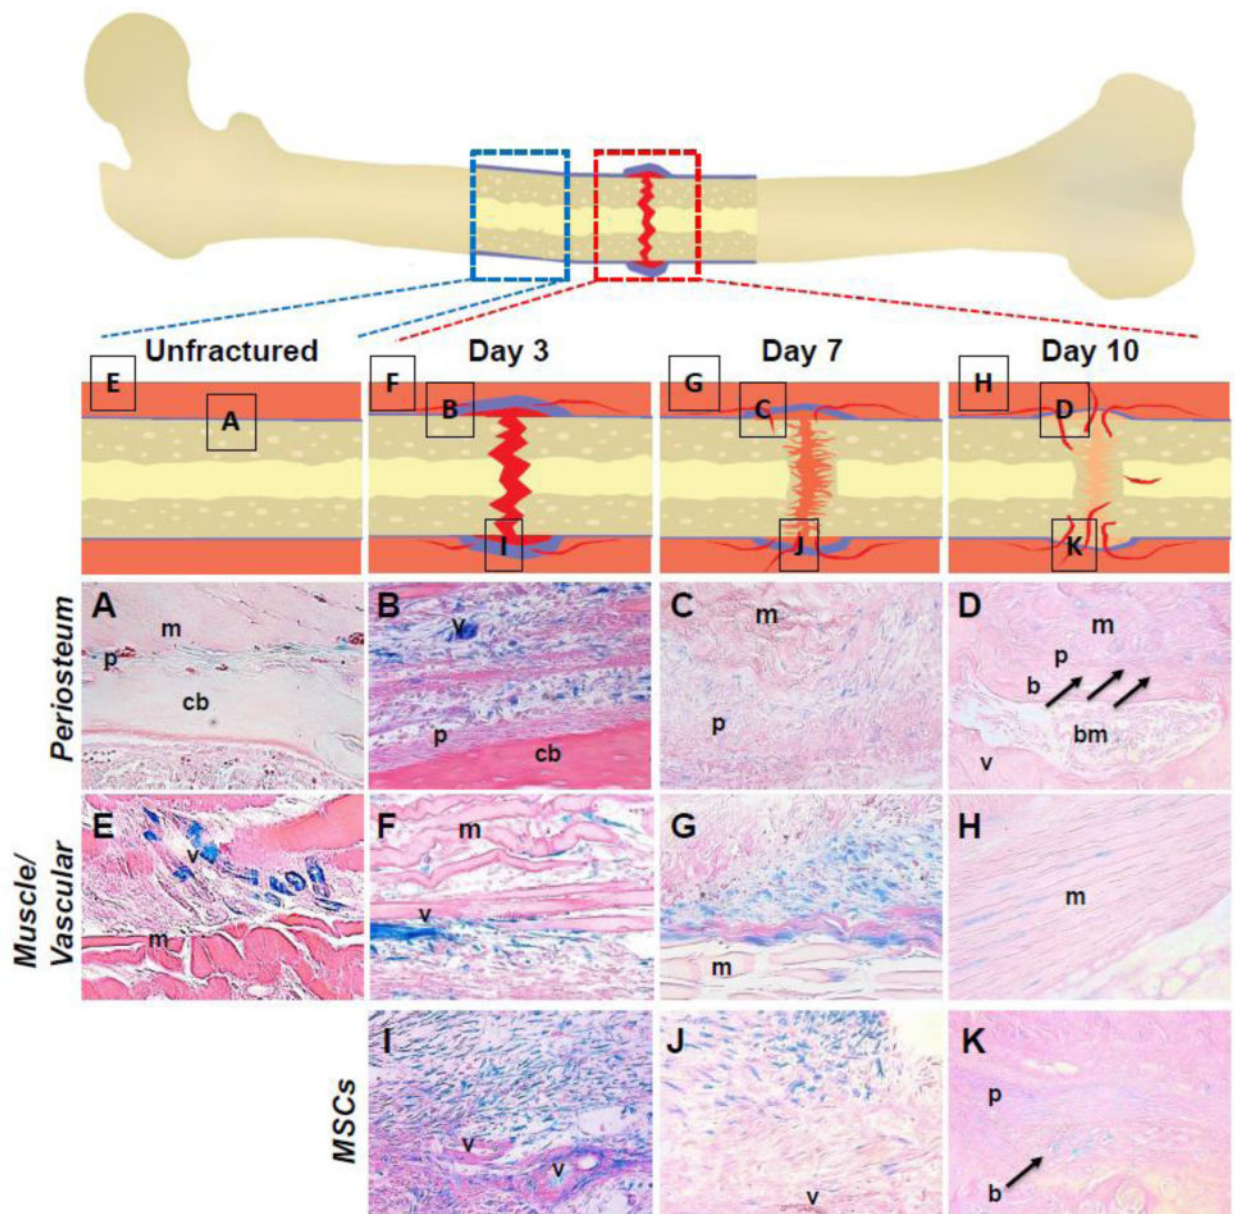 Unfractured Day 3 Day 7 Day 10
E F G H
A B C D
I J K
Periosteum
A B C D
m v m m
p p p p
cb cb b
bm
v
Muscle/
Vascular
E F G H
v m m
m v m
MSCs
I J K
v p
v v b